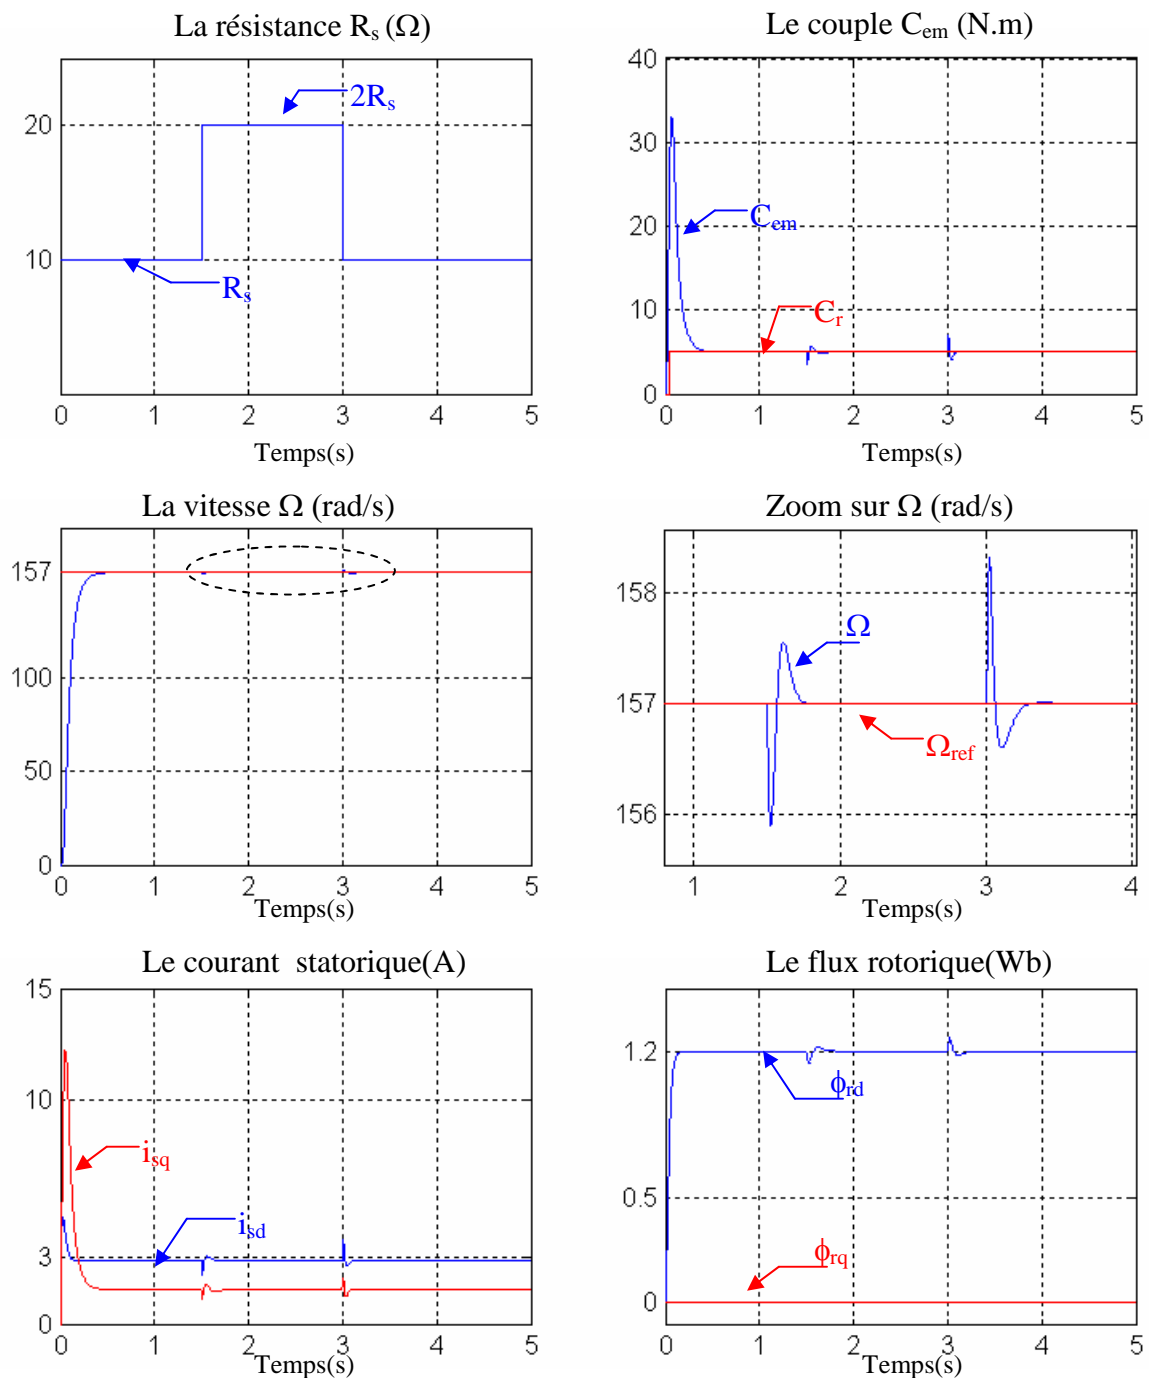 La résistance Rs (Ω)
20
10
0 1 2 3 4 5
2Rs
Rs
Temps(s)
Le couple Cem (N.m)
40
30
20
10
0
0 1 2 3 4 5
Cem
Cr
Temps(s)
La vitesse Ω (rad/s)
157
100
50
0
0 1 2 3 4 5
Temps(s)
Zoom sur Ω (rad/s)
158
157
156
1 2 3 4
Ω
Ωref
Temps(s)
Le courant statorique(A)
15
10
3
0
0 1 2 3 4 5
isq
isd
Temps(s)
Le flux rotorique(Wb)
1.2
0.5
0
0 1 2 3 4 5
ϕrd
ϕrq
Temps(s)